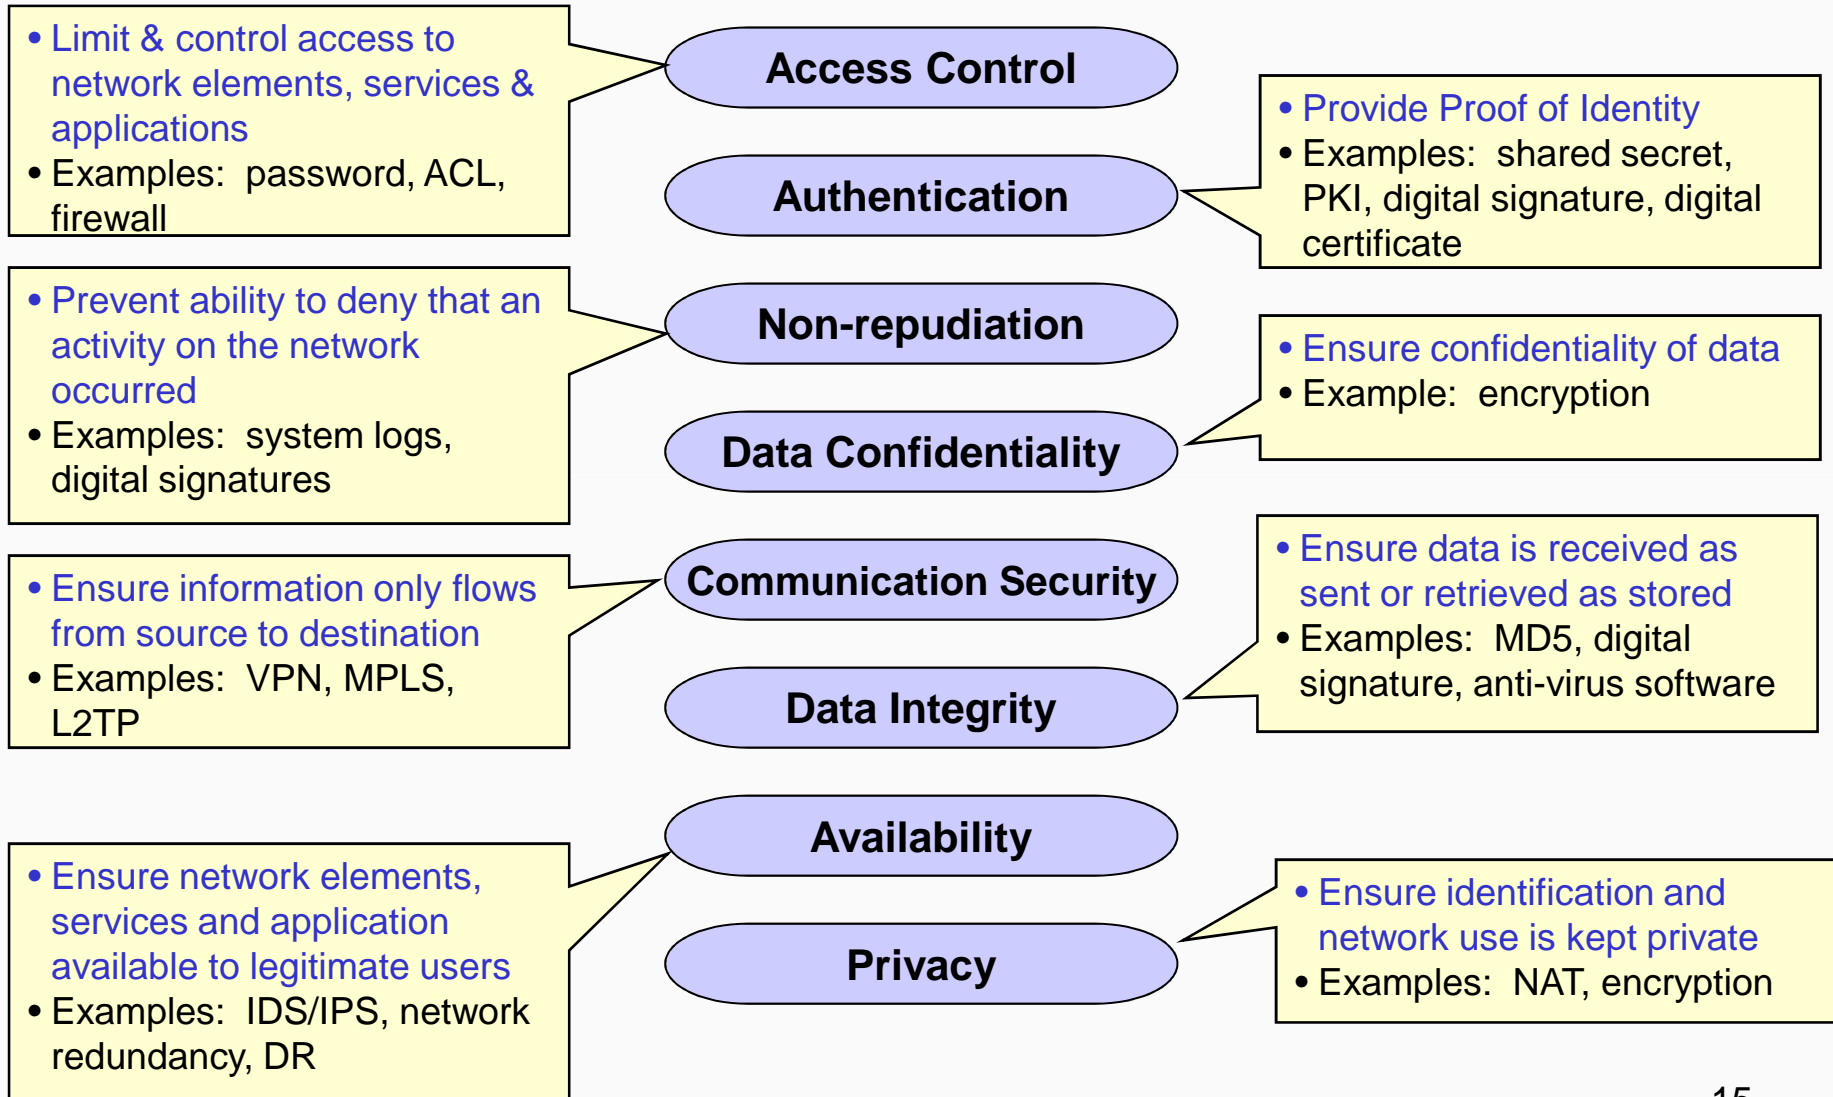 • Limit & control access to
network elements, services &
applications
• Examples: password, ACL,
firewall
Access Control
• Provide Proof of Identity
• Examples: shared secret,
PKI, digital signature, digital
certificate
Authentication
• Prevent ability to deny that an
activity on the network
occurred
• Examples: system logs,
digital signatures
Non-repudiation
• Ensure confidentiality of data
• Example: encryption
Data Confidentiality
• Ensure information only flows
from source to destination
• Examples: VPN, MPLS,
L2TP
Communication Security
• Ensure data is received as
sent or retrieved as stored
• Examples: MD5, digital
signature, anti-virus software
Data Integrity
• Ensure network elements,
services and application
available to legitimate users
• Examples: IDS/IPS, network
redundancy, DR
Availability
• Ensure identification and
network use is kept private
• Examples: NAT, encryption
Privacy
15